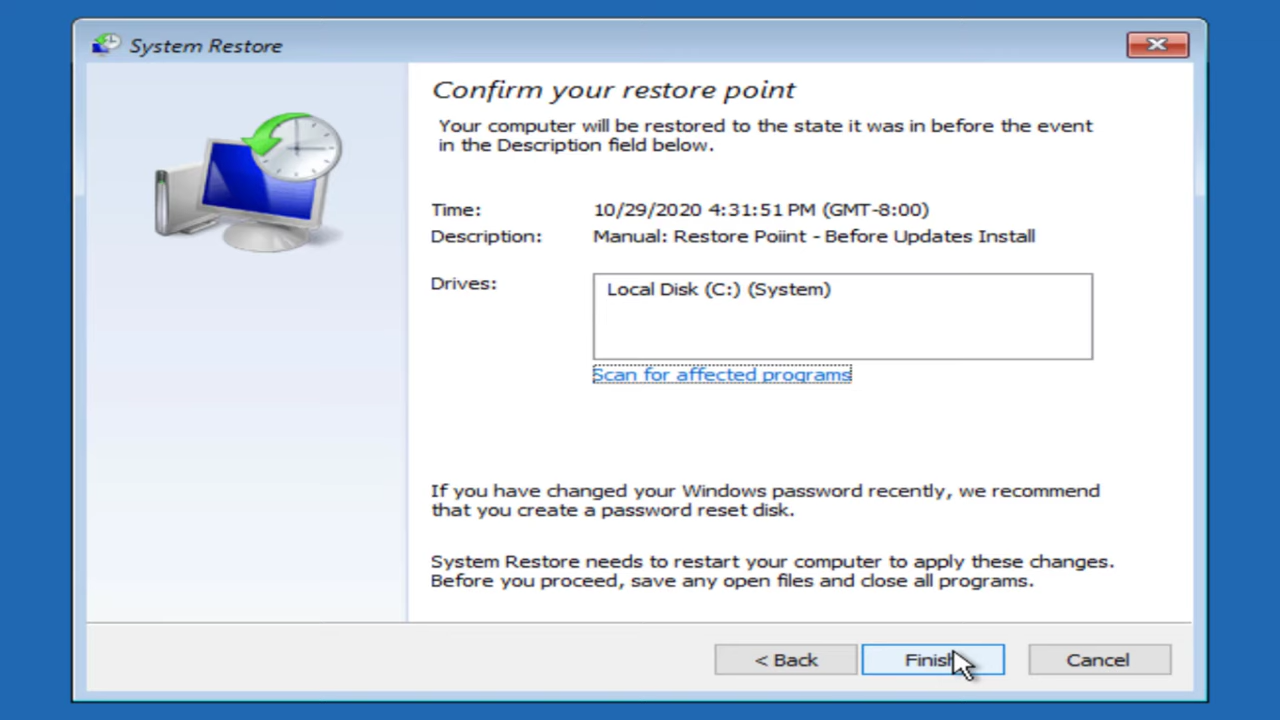 System Restore
Confirm your restore point
Your computer will be restored to the state it was in before the event
in the Description field below.
Time: 10/29/2020 4:31:51 PM (GMT-8:00)
Description: Manual: Restore Poiint - Before Updates Install
Drives: Local Disk (C:) (System)
Scan for affected programs
If you have changed your Windows password recently, we recommend
that you create a password reset disk.
System Restore needs to restart your computer to apply these changes.
Before you proceed, save any open files and close all programs.
< Back Finish Cancel